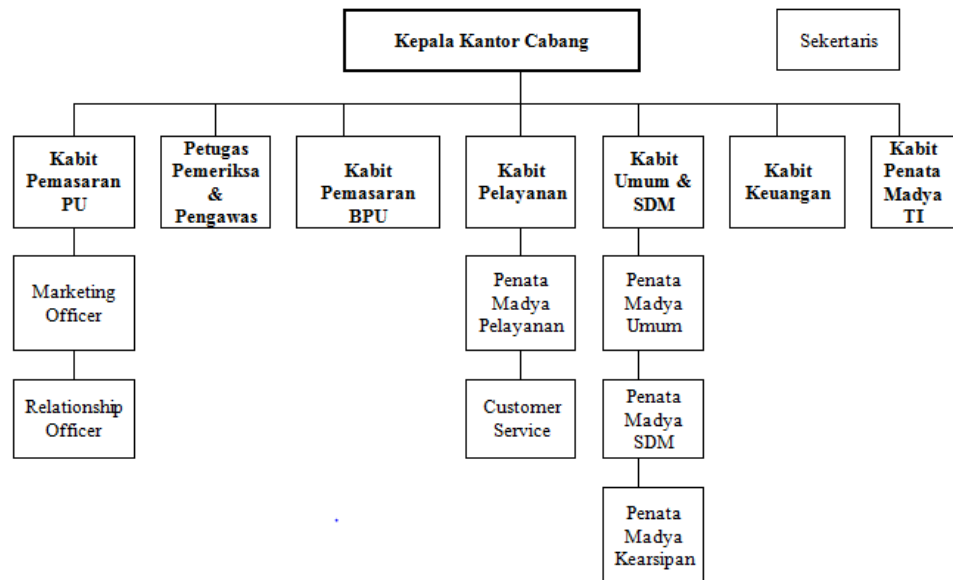 Kepala Kantor Cabang
Sekertaris
Kabit
Pemasaran
PU
Petugas
Pemeriksa
&
Pengawas
Kabit
Pemasaran
BPU
Kabit
Pelayanan
Kabit
Umum &
SDM
Kabit
Keuangan
Kabit
Penata
Madya
TI
Marketing
Officer
Penata
Madya
Pelayanan
Penata
Madya
Umum
Relationship
Officer
Customer
Service
Penata
Madya
SDM
Penata
Madya
Kearsipan